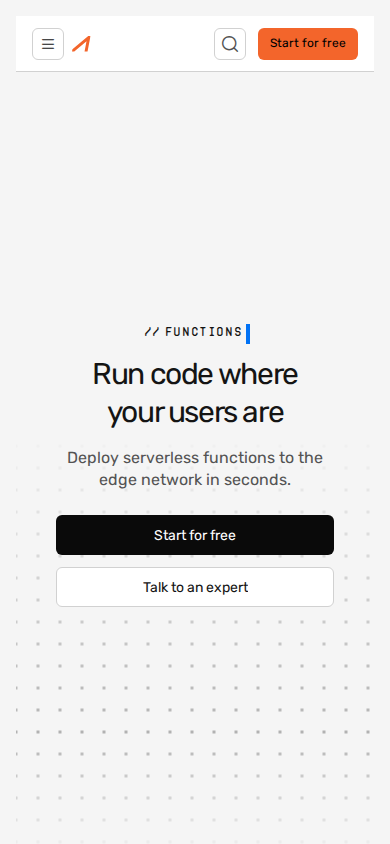 Start for free
// FUNCTIONS
Run code where
your users are
Deploy serverless functions to the
edge network in seconds.
Start for free
Talk to an expert